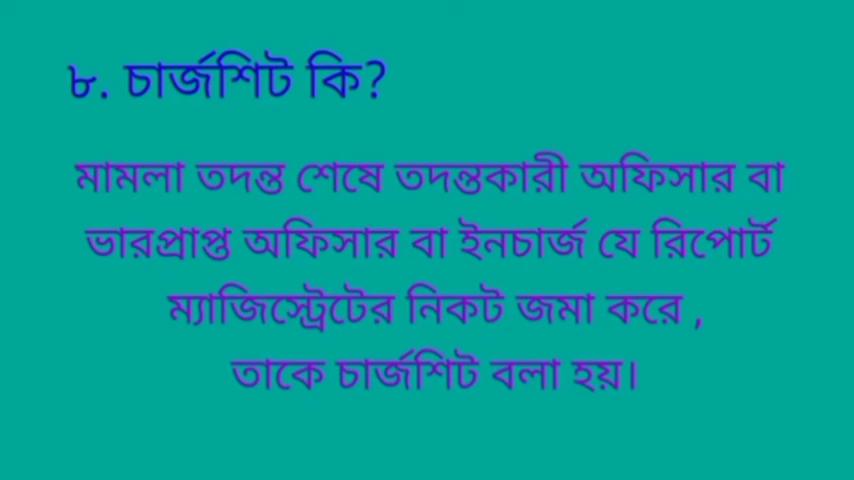 ৮. চার্জশিট কি?
মামলা তদন্ত শেষে তদন্তকারী অফিসার বা
ভারপ্রাপ্ত অফিসার বা ইনচার্জ যে রিপোর্ট
ম্যাজিস্ট্রেটের নিকট জমা করে ,
তাকে চার্জশিট বলা হয়।